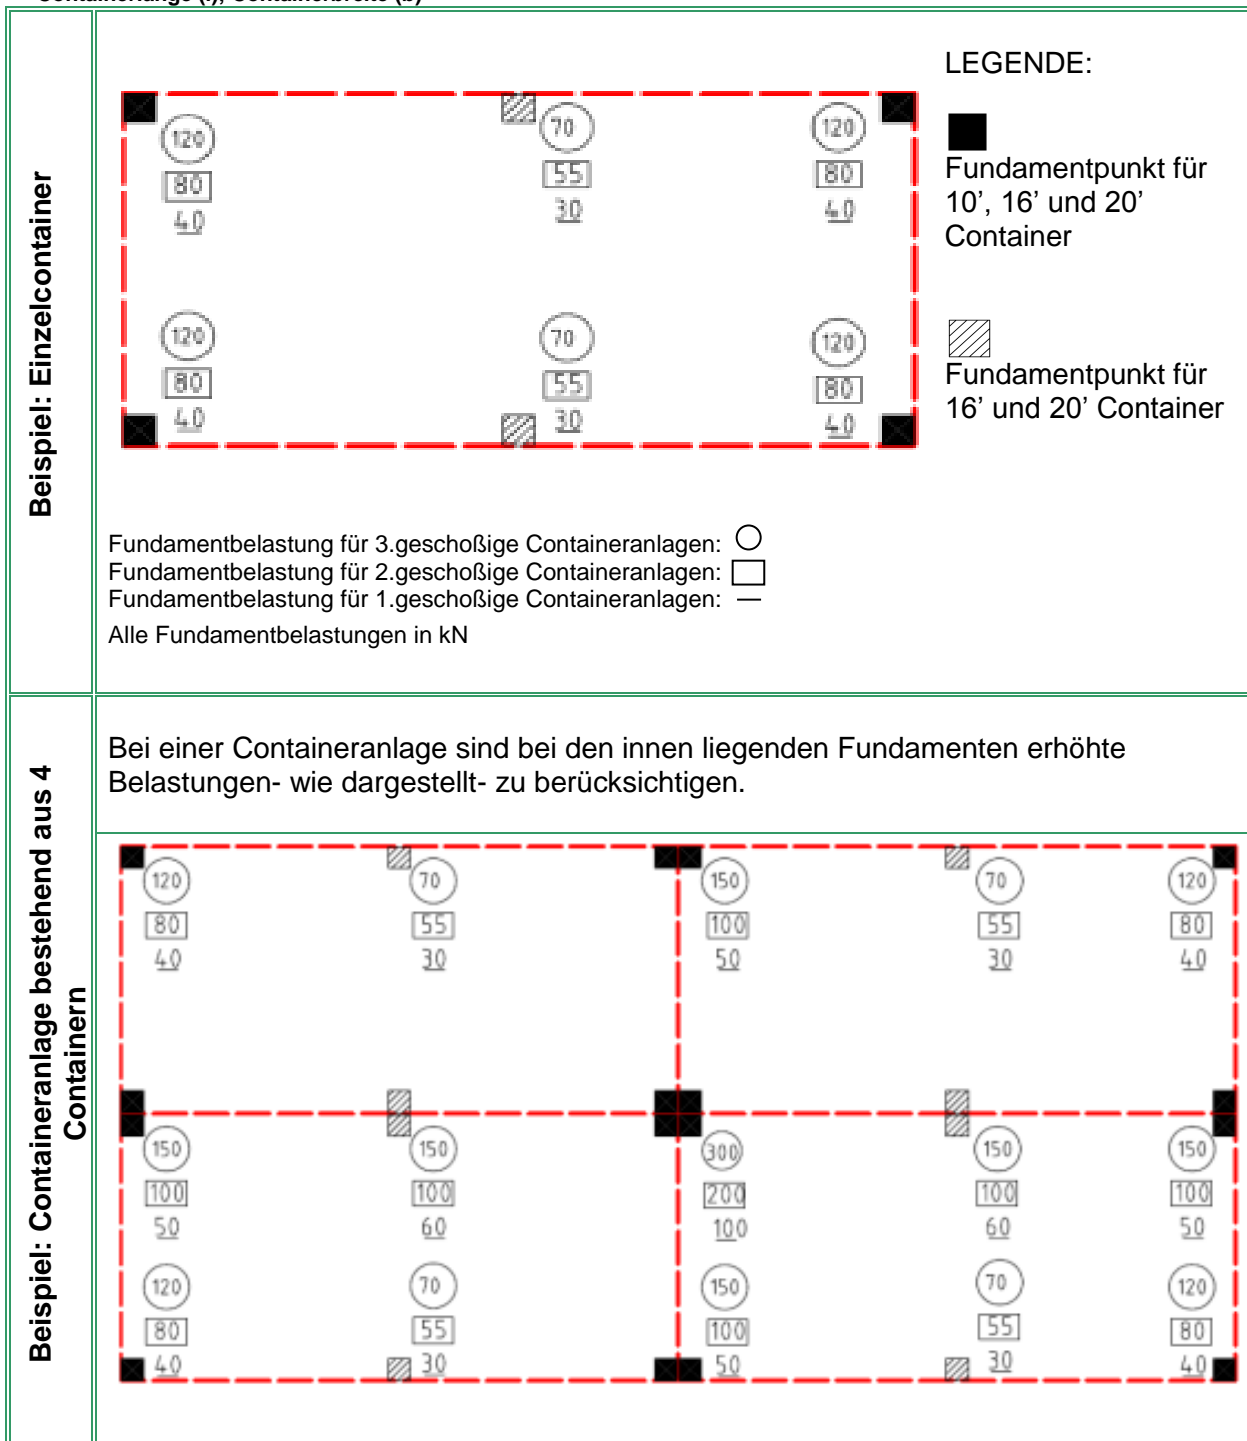 Containerlänge (l), Containerbreite (b)
Beispiel: Einzelcontainer
120 70 120
80 55 80
40 30 40
120 70 120
80 55 80
40 30 40
LEGENDE:
Fundamentpunkt für
10’, 16’ und 20’
Container
Fundamentpunkt für
16’ und 20’ Container
Fundamentbelastung für 3.geschoßige Containeranlagen:
Fundamentbelastung für 2.geschoßige Containeranlagen:
Fundamentbelastung für 1.geschoßige Containeranlagen:
Alle Fundamentbelastungen in kN
Beispiel: Containeranlage bestehend aus 4
Containern
Bei einer Containeranlage sind bei den innen liegenden Fundamenten erhöhte
Belastungen- wie dargestellt- zu berücksichtigen.
120 70 150 70 120
80 55 100 55 80
40 30 50 30 40
150 150 300 150 150
100 100 200 100 100
50 60 100 60 50
120 70 150 70 120
80 55 100 55 80
40 30 50 30 40